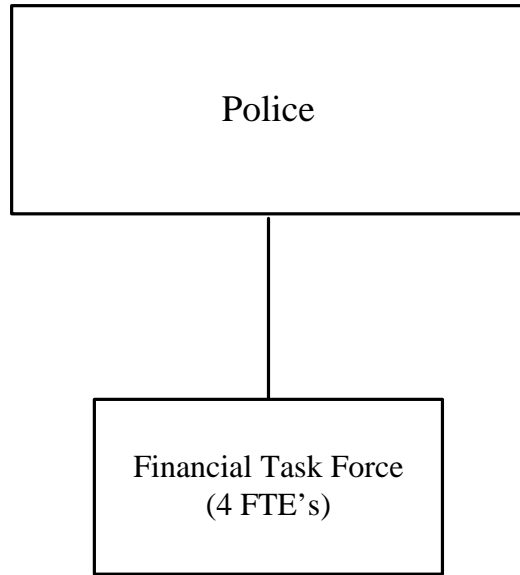 Police
Financial Task Force
(4 FTE’s)